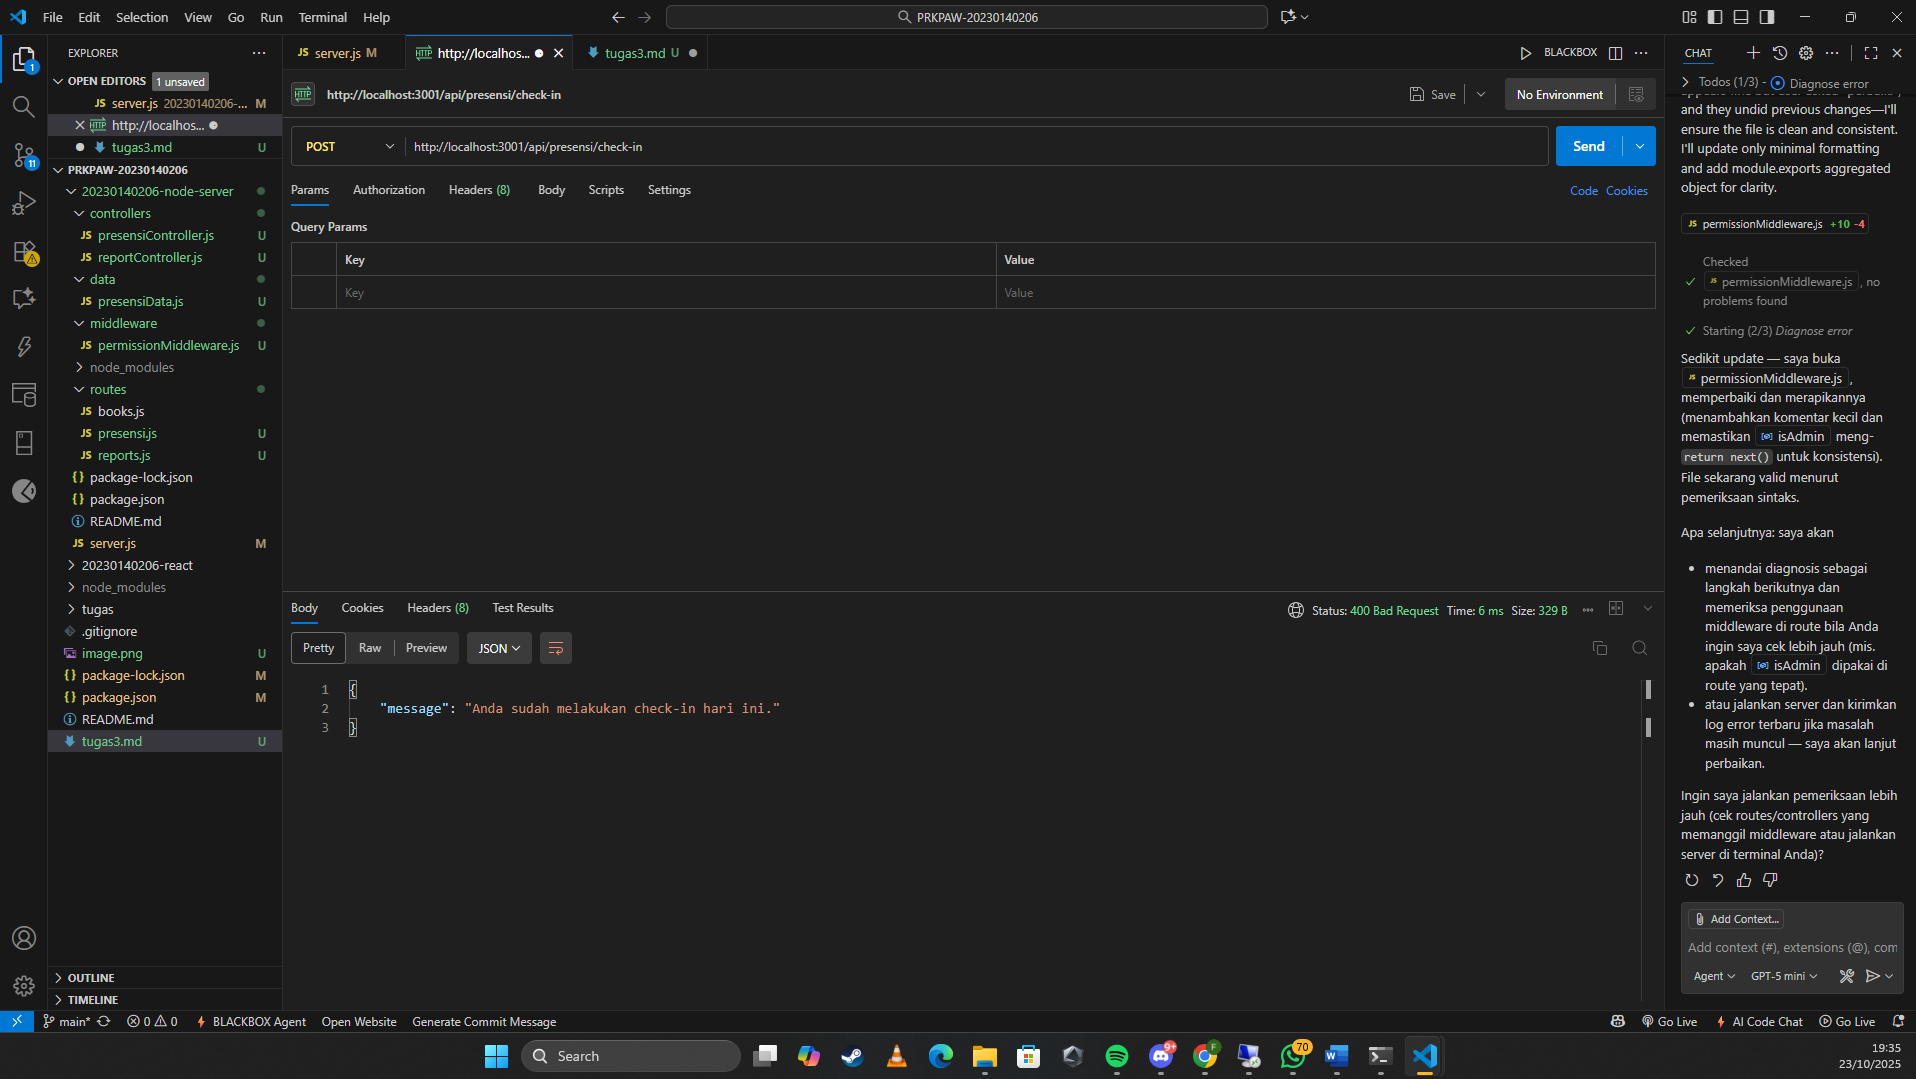 File Edit Selection View Go Run Terminal Help
PRKPAW-20230140206
EXPLORER
OPEN EDITORS 1 unsaved
JS server.js 20230140206-... M
HTTP http://localhos...
tugas3.md U
PRKPAW-20230140206
20230140206-node-server
controllers
JS presensiController.js U
JS reportController.js U
data
JS presensiData.js U
middleware
JS permissionMiddleware.js U
node_modules
routes
JS books.js
JS presensi.js U
JS reports.js U
{} package-lock.json
{} package.json
README.md
JS server.js M
20230140206-react
node_modules
tugas
.gitignore
image.png U
{} package-lock.json M
{} package.json M
README.md
tugas3.md U
OUTLINE
TIMELINE
1
11
JS server.js M
HTTP http://localhos...
tugas3.md U
BLACKBOX
HTTP http://localhost:3001/api/presensi/check-in
Save
No Environment
POST http://localhost:3001/api/presensi/check-in
Send
Params Authorization Headers (8) Body Scripts Settings
Code Cookies
Query Params
Key Value
Key Value
Body Cookies Headers (8) Test Results
Status: 400 Bad Request Time: 6 ms Size: 329 B
Pretty Raw Preview JSON
1 {
2 "message": "Anda sudah melakukan check-in hari ini."
3 }
CHAT
Todos (1/3) - Diagnose error
and they undid previous changes—I'll
ensure the file is clean and consistent.
I'll update only minimal formatting
and add module.exports aggregated
object for clarity.
JS permissionMiddleware.js +10 -4
Checked
JS permissionMiddleware.js , no
problems found
Starting (2/3) Diagnose error
Sedikit update — saya buka
JS permissionMiddleware.js ,
memperbaiki dan merapikannya
(menambahkan komentar kecil dan
memastikan isAdmin meng-
return next() untuk konsistensi).
File sekarang valid menurut
pemeriksaan sintaks.
Apa selanjutnya: saya akan
• menandai diagnosis sebagai
langkah berikutnya dan
memeriksa penggunaan
middleware di route bila Anda
ingin saya cek lebih jauh (mis.
apakah isAdmin dipakai di
route yang tepat).
• atau jalankan server dan kirimkan
log error terbaru jika masalah
masih muncul — saya akan lanjut
perbaikan.
Ingin saya jalankan pemeriksaan lebih
jauh (cek routes/controllers yang
memanggil middleware atau jalankan
server di terminal Anda)?
Add Context...
Add context (#), extensions (@), com
Agent GPT-5 mini
main* 0 0 BLACKBOX Agent Open Website Generate Commit Message
Go Live AI Code Chat Go Live
Search
9+
F
70
19:35
23/10/2025